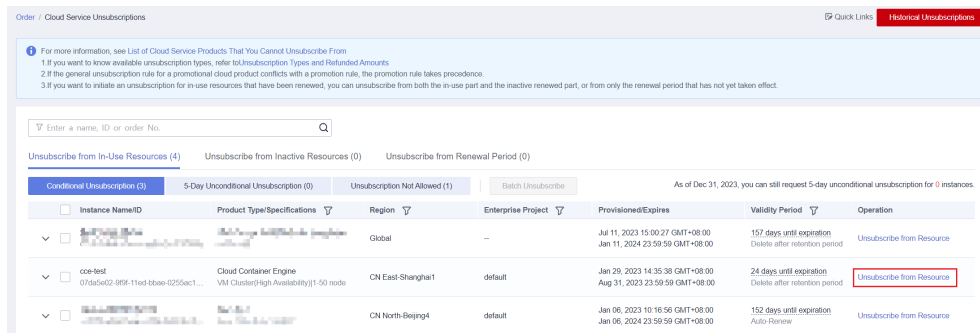 Order / Cloud Service Unsubscriptions
Quick Links
Historical Unsubscriptions
For more information, see List of Cloud Service Products That You Cannot Unsubscribe From
1.If you want to know available unsubscription types, refer toUnsubscription Types and Refunded Amounts
2.If the general unsubscription rule for a promotional cloud product conflicts with a promotion rule, the promotion rule takes precedence.
3.If you want to initiate an unsubscription for in-use resources that have been renewed, you can unsubscribe from both the in-use part and the inactive renewed part, or from only the renewal period that has not yet taken effect.
Enter a name, ID or order No.
Unsubscribe from In-Use Resources (4) Unsubscribe from Inactive Resources (0) Unsubscribe from Renewal Period (0)
Conditional Unsubscription (3) 5-Day Unconditional Unsubscription (0) Unsubscription Not Allowed (1) Batch Unsubscribe As of Dec 31, 2023, you can still request 5-day unconditional unsubscription for 0 instances.
Instance Name/ID Product Type/Specifications Region Enterprise Project Provisioned/Expires Validity Period Operation
Global -- Jul 11, 2023 15:00:27 GMT+08:00 157 days until expiration Unsubscribe from Resource
Jan 11, 2024 23:59:59 GMT+08:00 Delete after retention period
cce-test Cloud Container Engine CN East-Shanghai1 default Jan 29, 2023 14:35:38 GMT+08:00 24 days until expiration Unsubscribe from Resource
07da5e02-9f9f-11ed-bbae-0255ac1... VM Cluster(High Availability)|1-50 node Aug 31, 2023 23:59:59 GMT+08:00 Delete after retention period
CN North-Beijing4 default Jan 06, 2023 10:16:56 GMT+08:00 152 days until expiration Unsubscribe from Resource
Jan 06, 2024 23:59:59 GMT+08:00 Auto-Renew